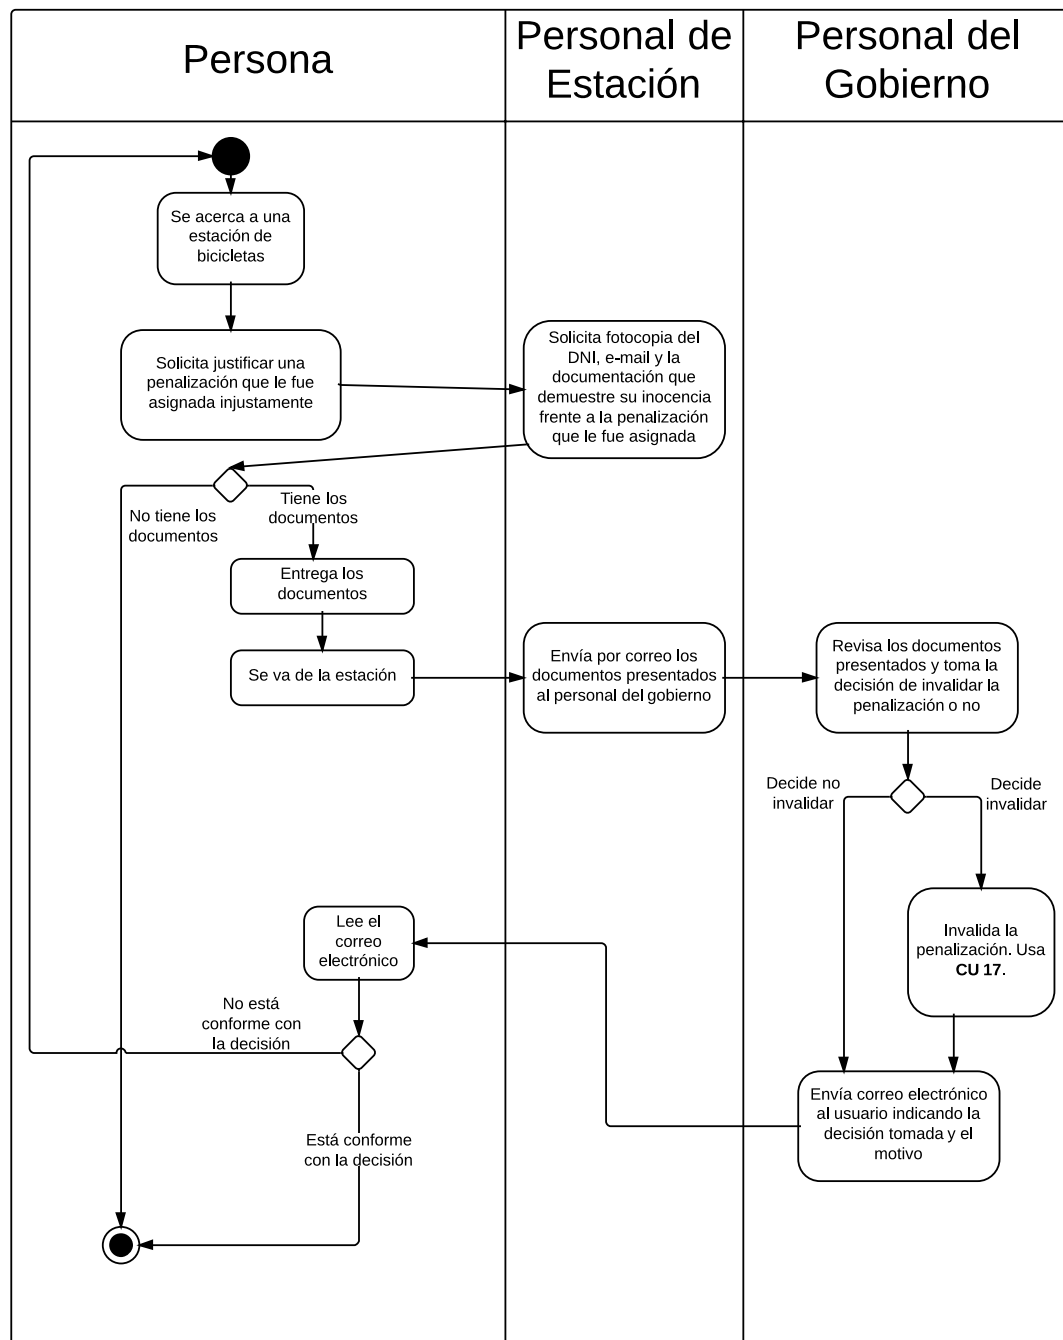 Persona
Personal de
Estación
Personal del
Gobierno
Se acerca a una
estación de
bicicletas
Solicita justificar una
penalización que le fue
asignada injustamente
Solicita fotocopia del
DNI, e-mail y la
documentación que
demuestre su inocencia
frente a la penalización
que le fue asignada
No tiene los
documentos
Tiene los
documentos
Entrega los
documentos
Se va de la estación
Envía por correo los
documentos presentados
al personal del gobierno
Revisa los documentos
presentados y toma la
decisión de invalidar la
penalización o no
Decide no
invalidar
Decide
invalidar
Invalida la
penalización. Usa
CU 17.
Envía correo electrónico
al usuario indicando la
decisión tomada y el
motivo
Lee el
correo
electrónico
No está
conforme con
la decisión
Está conforme
con la decisión